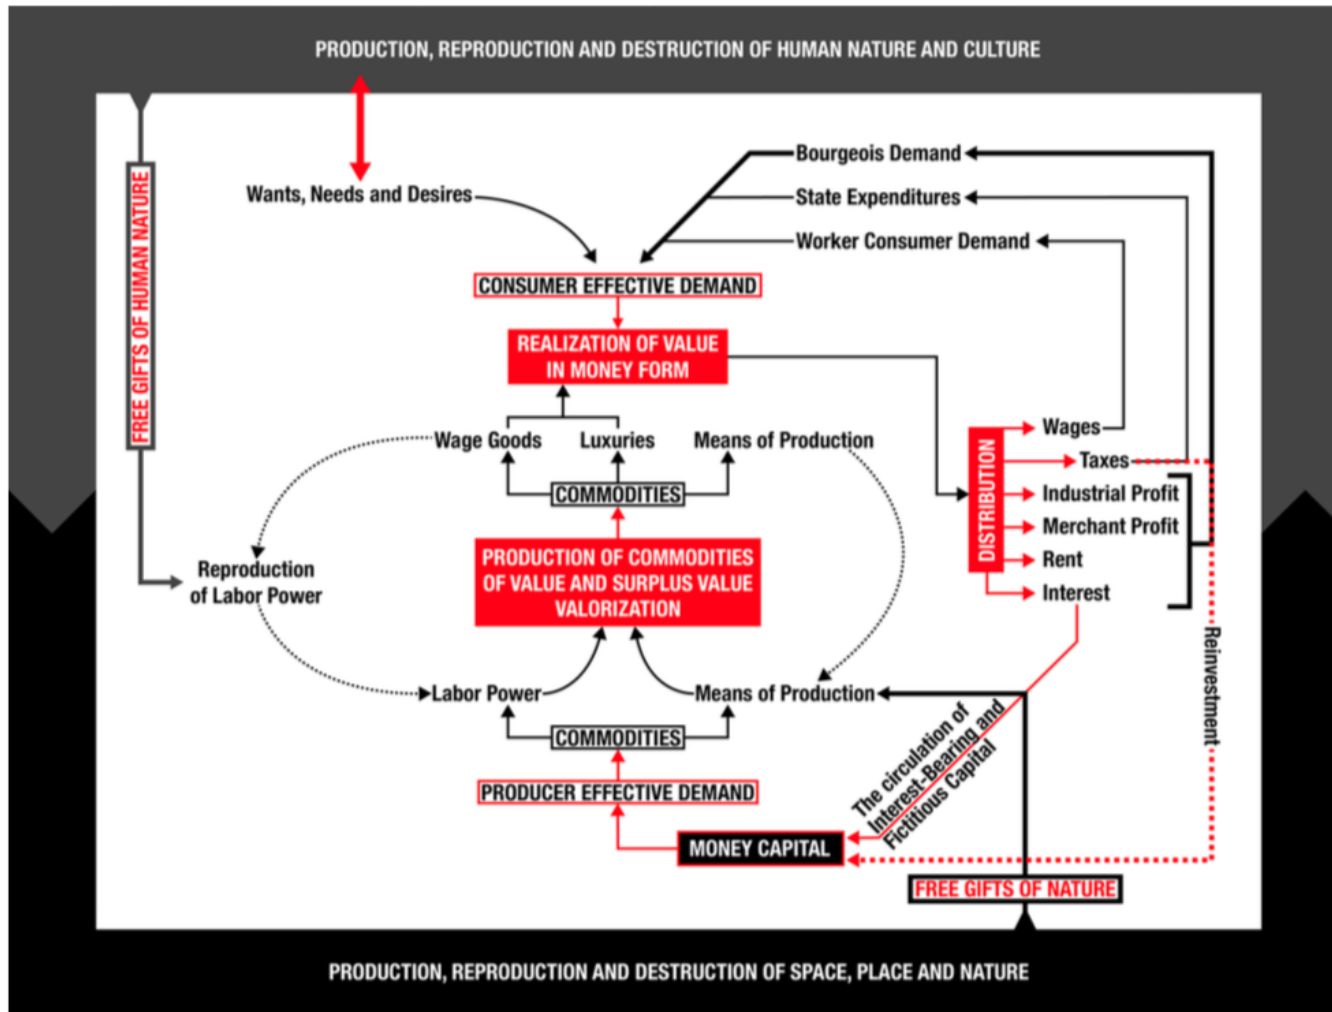 PRODUCTION, REPRODUCTION AND DESTRUCTION OF HUMAN NATURE AND CULTURE
FREE GIFTS OF HUMAN NATURE
Wants, Needs and Desires
Bourgeois Demand
State Expenditures
Worker Consumer Demand
CONSUMER EFFECTIVE DEMAND
REALIZATION OF VALUE
IN MONEY FORM
Wage Goods
Luxuries
Means of Production
COMMODITIES
DISTRIBUTION
Wages
Taxes
Industrial Profit
Merchant Profit
Rent
Interest
PRODUCTION OF COMMODITIES
OF VALUE AND SURPLUS VALUE
VALORIZATION
Reproduction
of Labor Power
Reinvestment
Labor Power
Means of Production
COMMODITIES
The circulation of
Interest-Bearing and
Fictitious Capital
PRODUCER EFFECTIVE DEMAND
MONEY CAPITAL
FREE GIFTS OF NATURE
PRODUCTION, REPRODUCTION AND DESTRUCTION OF SPACE, PLACE AND NATURE